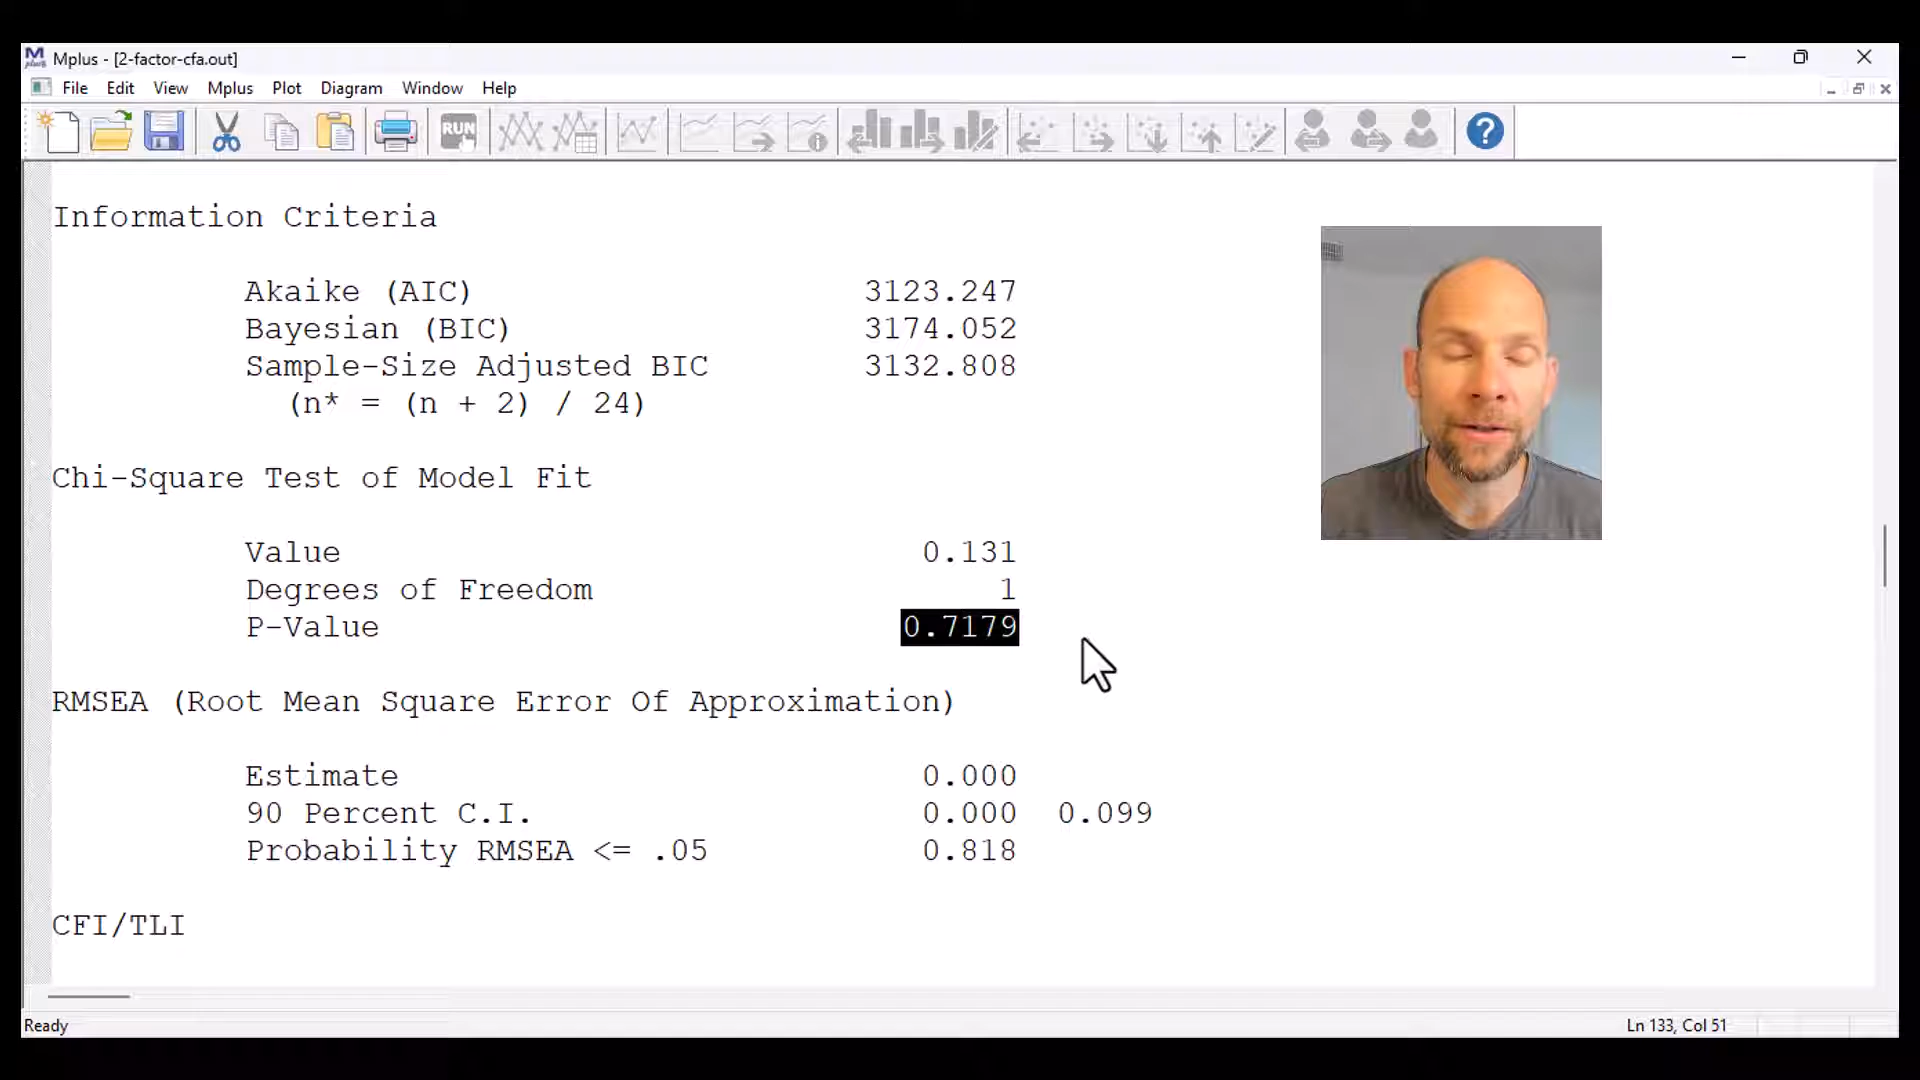 Mplus - [2-factor-cfa.out]
File Edit View Mplus Plot Diagram Window Help
RUN
Information Criteria
Akaike (AIC) 3123.247
Bayesian (BIC) 3174.052
Sample-Size Adjusted BIC 3132.808
(n* = (n + 2) / 24)
Chi-Square Test of Model Fit
Value 0.131
Degrees of Freedom 1
P-Value 0.7179
RMSEA (Root Mean Square Error Of Approximation)
Estimate 0.000
90 Percent C.I. 0.000 0.099
Probability RMSEA <= .05 0.818
CFI/TLI
Ready Ln 133, Col 51